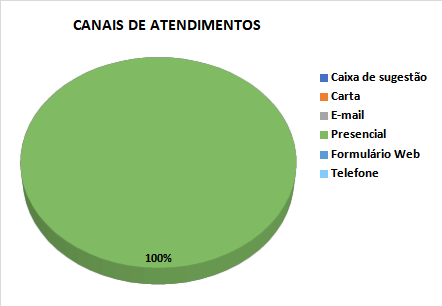 CANAIS DE ATENDIMENTOS
Caixa de sugestão
Carta
E-mail
Presencial
Formulário Web
Telefone
100%